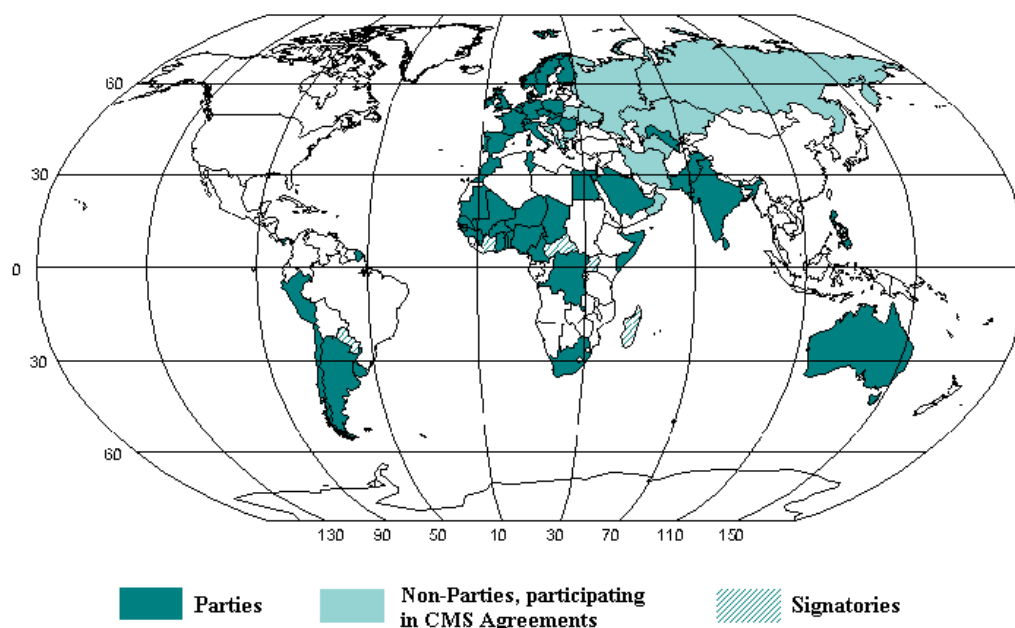 60
30
0
30
60
130 90 50 10 30 70 110 150
Parties
Non-Parties, participating
in CMS Agreements
Signatories